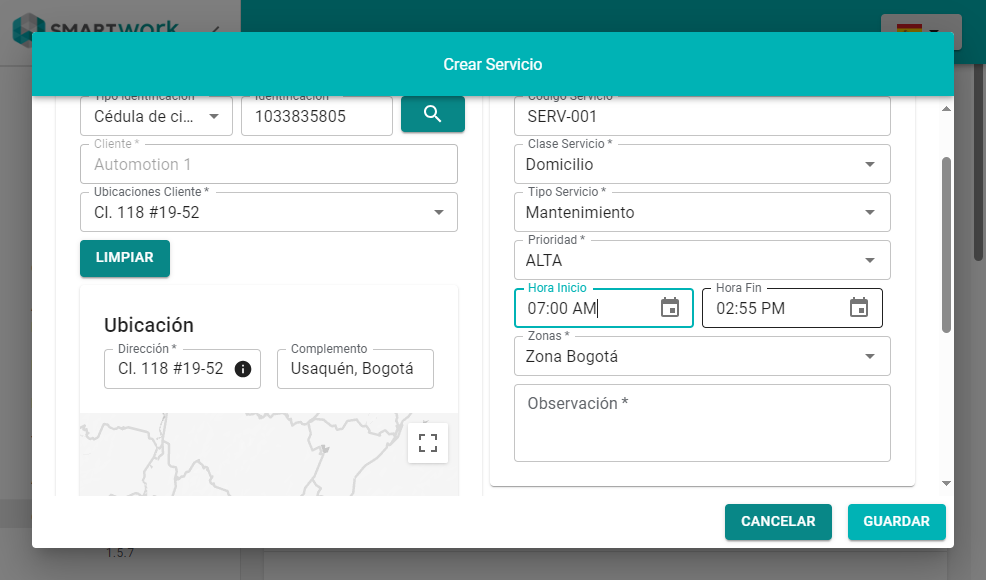 SMARTWORK
Crear Servicio
Tipo Identificación
Cédula de ci...
Identificación
1033835805
Cliente *
Automotion 1
Ubicaciones Cliente *
Cl. 118 #19-52
LIMPIAR
Ubicación
Dirección *
Cl. 118 #19-52
Complemento
Usaquén, Bogotá
Código Servicio
SERV-001
Clase Servicio *
Domicilio
Tipo Servicio *
Mantenimiento
Prioridad *
ALTA
Hora Inicio
07:00 AM
Hora Fin
02:55 PM
Zonas *
Zona Bogotá
Observación *
CANCELAR
GUARDAR
1.5.7